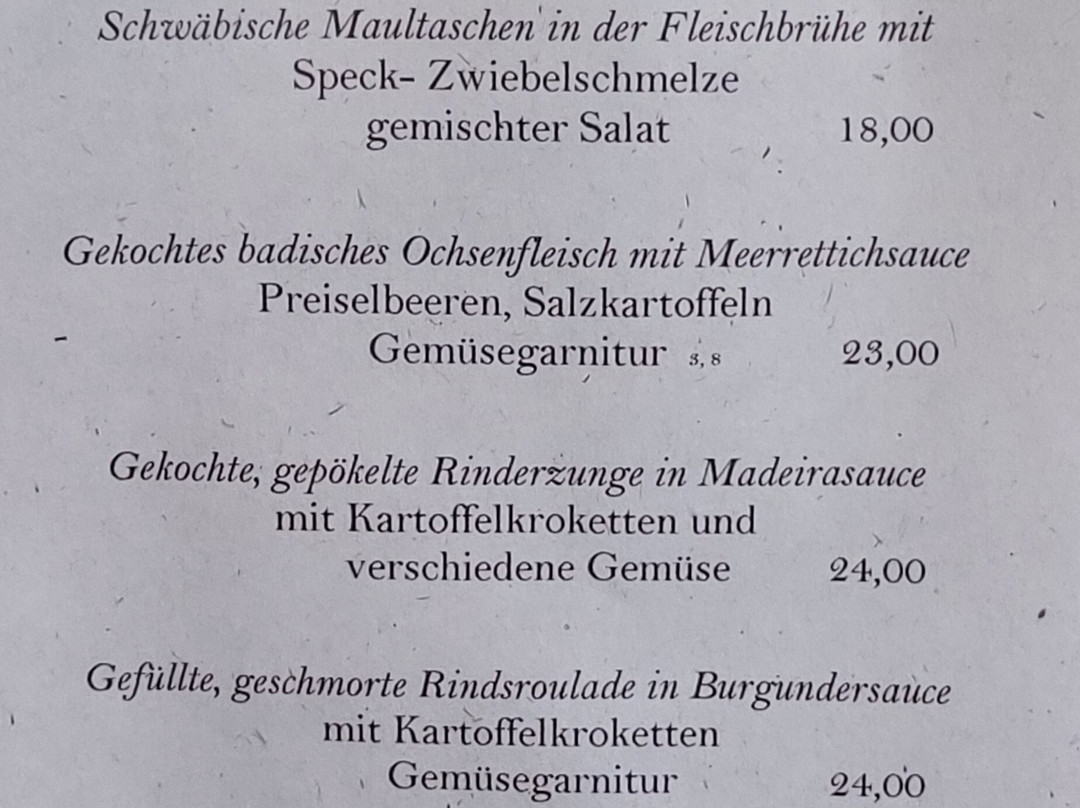 Schwäbische Maultaschen in der Fleischbrühe mit
Speck- Zwiebelschmelze
gemischter Salat 18,00
Gekochtes badisches Ochsenfleisch mit Meerrettichsauce
Preiselbeeren, Salzkartoffeln
Gemüsegarnitur 3, 8 23,00
Gekochte, gepökelte Rinderzunge in Madeirasauce
mit Kartoffelkroketten und
verschiedene Gemüse 24,00
Gefüllte, geschmorte Rindsroulade in Burgundersauce
mit Kartoffelkroketten
Gemüsegarnitur 24,00